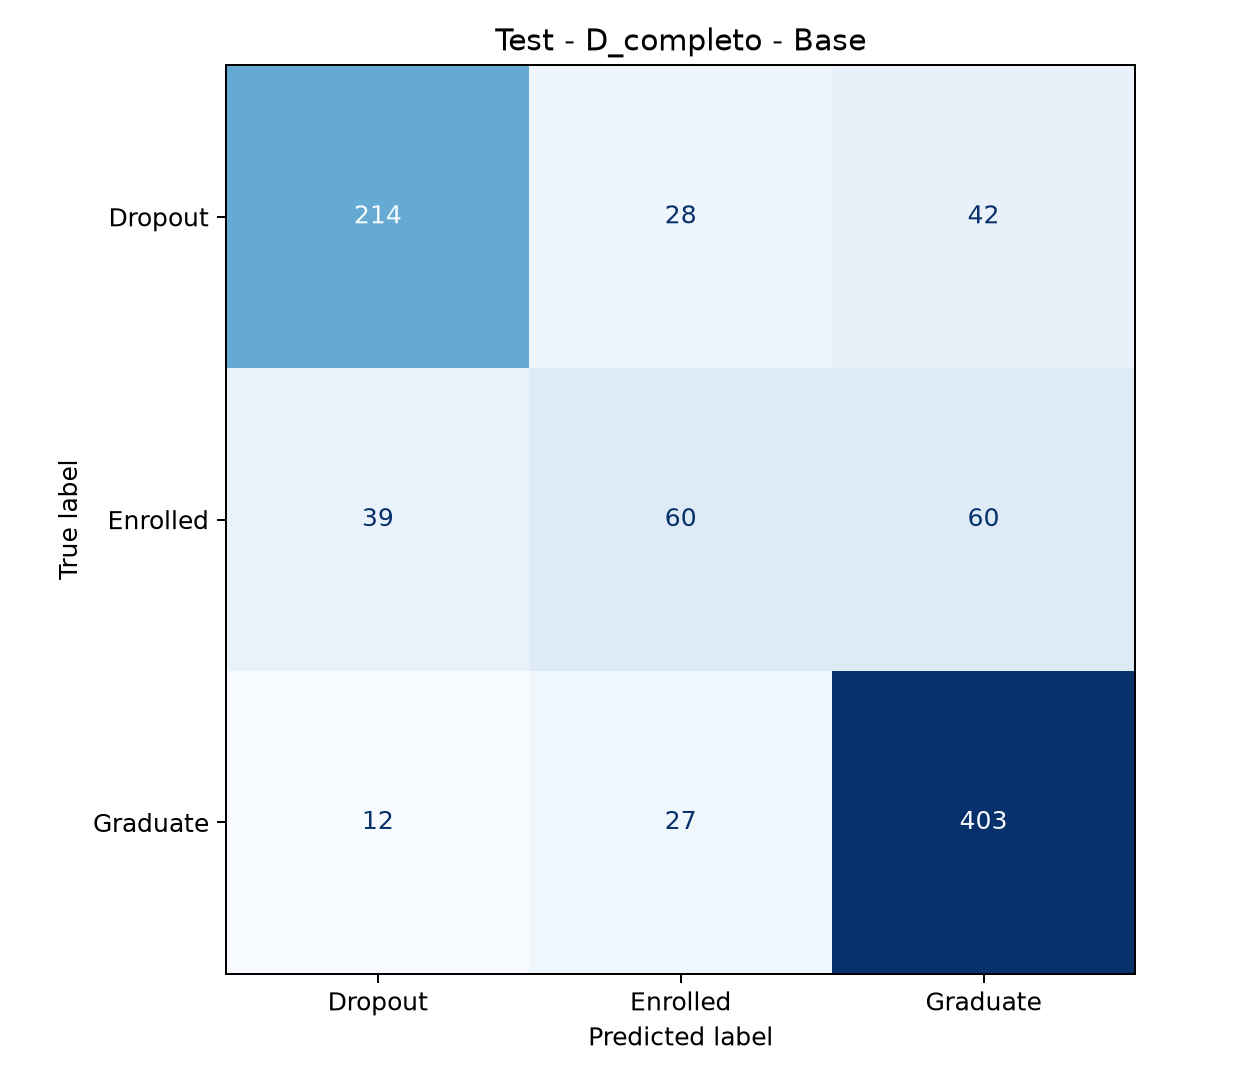 Test - D_completo - Base
Dropout 214 28 42
True label
Enrolled 39 60 60
Graduate 12 27 403
Dropout Enrolled Graduate
Predicted label